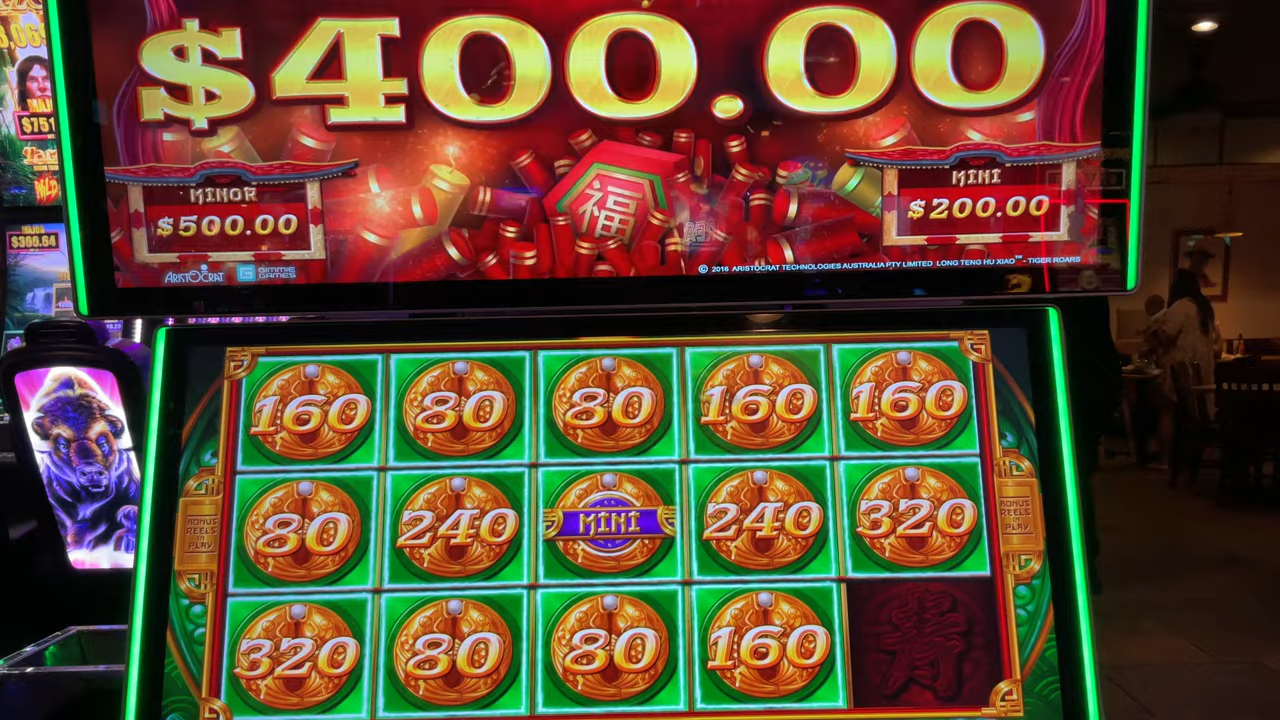 $400.00
MINOR
$500.00
MINI
$200.00
福
ARISTOCRAT
GIMMIE
GAMES
© 2016 ARISTOCRAT TECHNOLOGIES AUSTRALIA PTY LIMITED LONG TENG HU XIAO™ - TIGER ROARS
MAJOR
$300.64
160 80 80 160 160
80 240 MINI 240 320
320 80 80 160
BONUS
REELS
IN
PLAY
BONUS
REELS
IN
PLAY